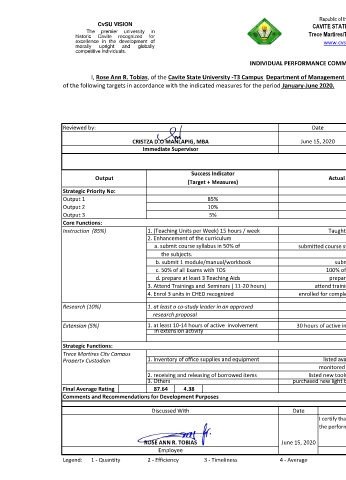 CvSU VISION
Republic of th
The premier university in
historic Cavite recognized for
excellence in the development of
morally upright and globally
competitive individuals.
CAVITE STATE
Trece Martires/T
www.cvs
INDIVIDUAL PERFORMANCE COMM
I, Rose Ann R. Tobias, of the Cavite State University -T3 Campus Department of Management
of the following targets in accordance with the indicated measures for the period January-June 2020.
Reviewed by: Date
CRISTZA D.O MANLAPIG, MBA June 15, 2020
Immediate Supervisor
Output Success Indicator Actual
(Target + Measures)
Strategic Priority No:
Output 1 85%
Output 2 10%
Output 3 5%
Core Functions:
Instruction (85%) 1. (Teaching Units per Week) 15 hours / week Taught
2. Enhancement of the curriculum
a. submit course syllabus in 50% of submitted course s
the subjects.
b. submit 1 module/manual/workbook subm
c. 50% of all Exams with TOS 100% of
d. prepare at least 3 Teaching Aids prepar
3. Attend Trainings and Seminars ( 11-20 hours) attend traini
4. Enrol 3 units in CHED recognized enrolled for comple
Research (10%) 1. at least a co-study leader in an approved
research proposal
Extension (5%) 1. at least 10-14 hours of active involvement 30 hours of active in
in extension activity
Strategic Functions:
Trece Martires City Campus
Property Custodian 1. Inventory of office supplies and equipment listed ava
monitored
2. receiving and releasing of borrowed items listed new tools
3. Others purchased new light b
Final Average Rating 87.64 4.38
Comments and Recommendations for Development Purposes
Discussed With Date
I certify tha
the perform
ROSE ANN R. TOBIAS June 15, 2020
Employee
Legend: 1 - Quantity 2 - Efficiency 3 - Timeliness 4 - Average